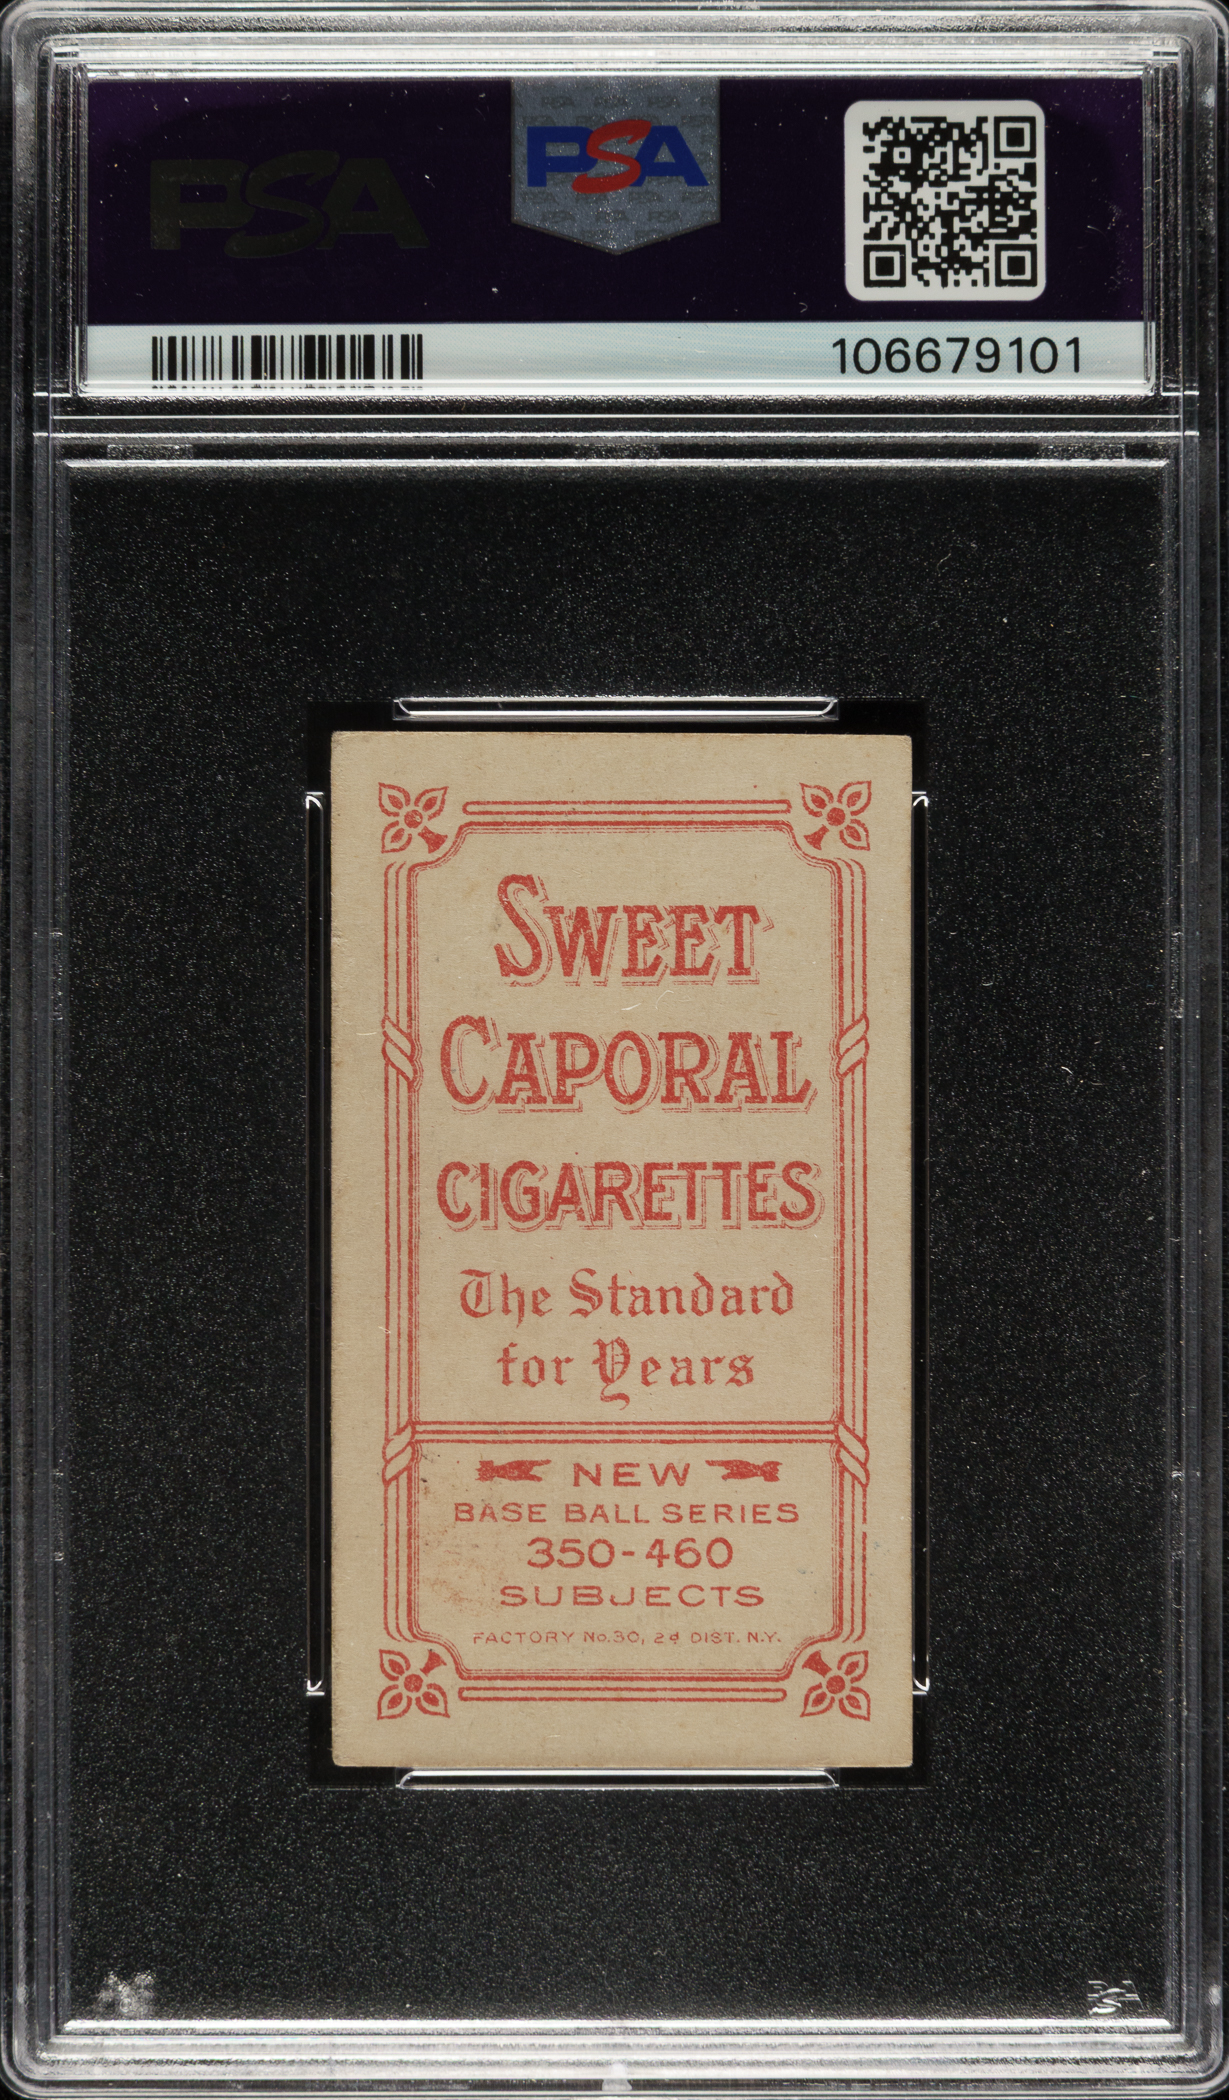 PSA
PSA
106679101
SWEET
CAPORAL
CIGARETTES
The Standard
for Years
NEW
BASE BALL SERIES
350-460
SUBJECTS
FACTORY No. 30, 2d DIST. N.Y.
PSA